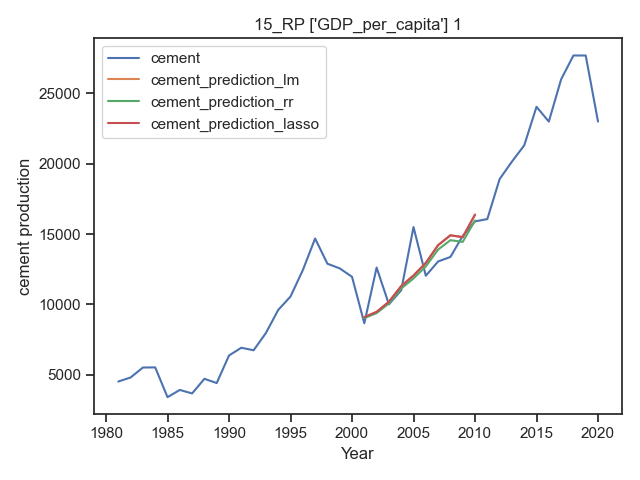 15_RP ['GDP_per_capita'] 1
cement
cement_prediction_lm
cement_prediction_rr
cement_prediction_lasso
cement production
25000
20000
15000
10000
5000
1980 1985 1990 1995 2000 2005 2010 2015 2020
Year